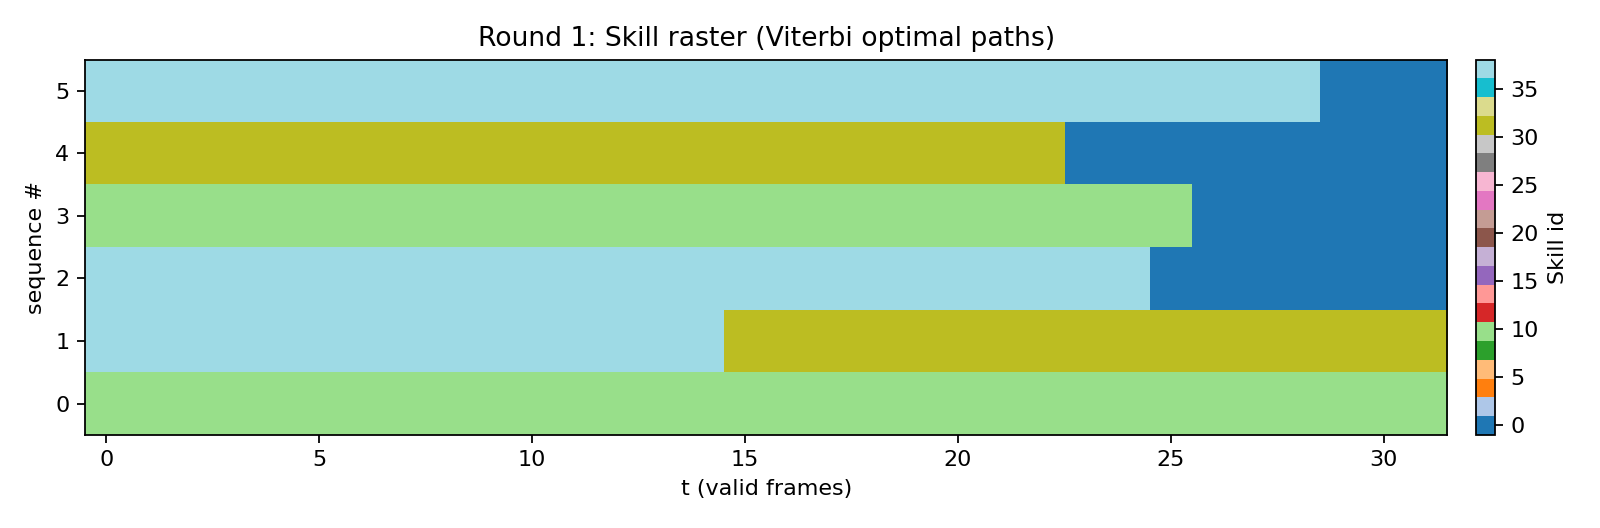 Round 1: Skill raster (Viterbi optimal paths)
sequence #
5
4
3
2
1
0
0 5 10 15 20 25 30
t (valid frames)
35
30
25
20
15
10
5
0
Skill id